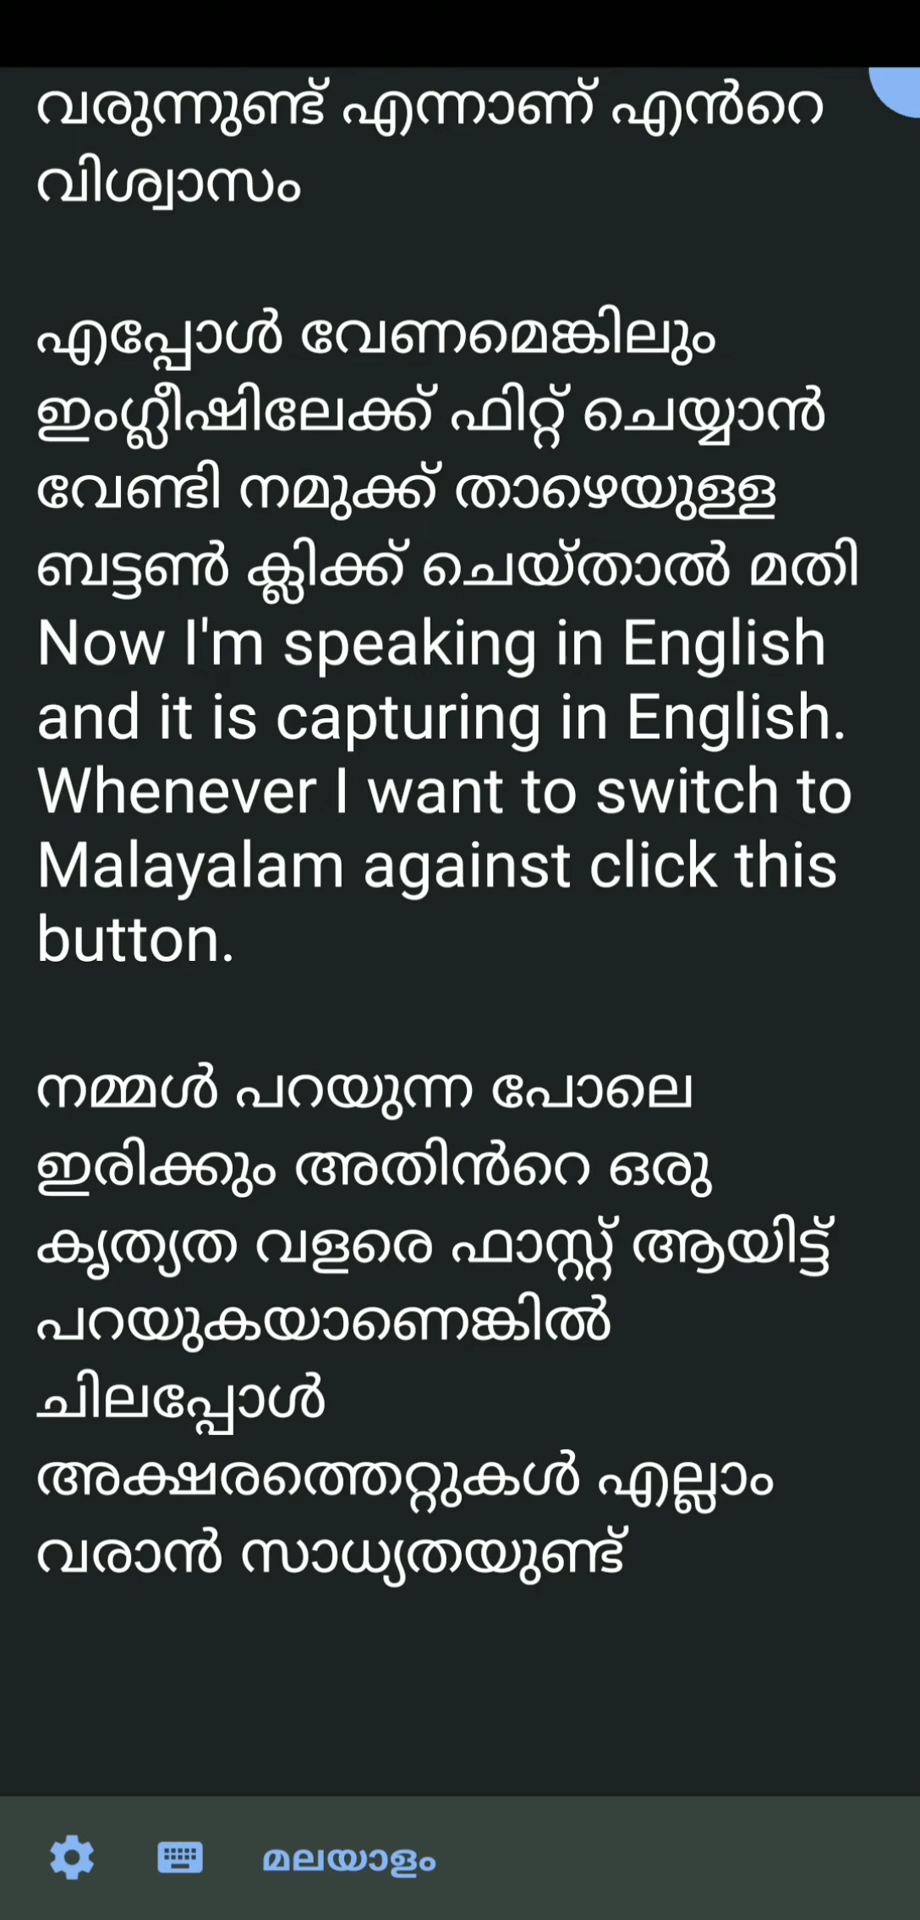 വരുന്നുണ്ട് എന്നാണ് എൻറെ
വിശ്വാസം
എപ്പോൾ വേണമെങ്കിലും
ഇംഗ്ലീഷിലേക്ക് ഫിറ്റ് ചെയ്യാൻ
വേണ്ടി നമുക്ക് താഴെയുള്ള
ബട്ടൺ ക്ലിക്ക് ചെയ്താൽ മതി
Now I'm speaking in English
and it is capturing in English.
Whenever I want to switch to
Malayalam against click this
button.
നമ്മൾ പറയുന്ന പോലെ
ഇരിക്കും അതിൻറെ ഒരു
കൃത്യത വളരെ ഫാസ്റ്റ് ആയിട്ട്
പറയുകയാണെങ്കിൽ
ചിലപ്പോൾ
അക്ഷരത്തെറ്റുകൾ എല്ലാം
വരാൻ സാധ്യതയുണ്ട്
മലയാളം